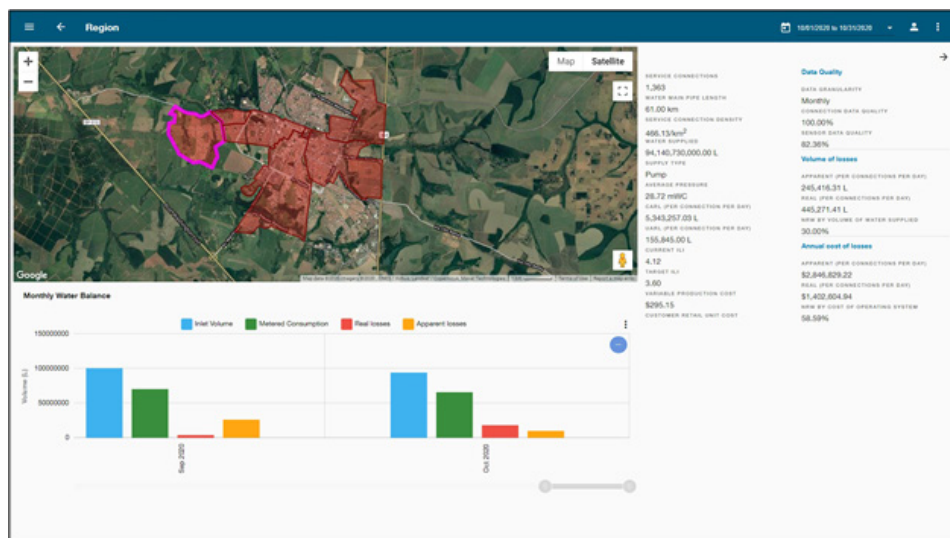 Region
10/01/2020 to 10/31/2020
Map Satellite
Google
Terms of Use
SERVICE CONNECTIONS
1,363
WATER MAIN PIPE LENGTH
61.00 km
SERVICE CONNECTION DENSITY
466.13/km²
WATER SUPPLIED
94,140,730,000.00 L
SUPPLY TYPE
Pump
AVERAGE PRESSURE
28.72 mWC
CARL (PER CONNECTION PER DAY)
5,343,257.03 L
UARL (PER CONNECTION PER DAY)
155,845.00 L
CURRENT ILI
4.12
TARGET ILI
3.60
VARIABLE PRODUCTION COST
$295.15
CUSTOMER RETAIL UNIT COST
Data Quality
DATA GRANULARITY
Monthly
CONNECTION DATA QUALITY
100.00%
SENSOR DATA QUALITY
82.36%
Volume of losses
APPARENT (PER CONNECTIONS PER DAY)
245,416.31 L
REAL (PER CONNECTIONS PER DAY)
445,271.41 L
NRW BY VOLUME OF WATER SUPPLIED
30.00%
Annual cost of losses
APPARENT (PER CONNECTIONS PER DAY)
$2,846,829.22
REAL (PER CONNECTIONS PER DAY)
$1,402,604.94
NRW BY COST OF OPERATING SYSTEM
58.59%
Monthly Water Balance
Inlet Volume Metered Consumption Real losses Apparent losses
Volume (L)
150000000
100000000
50000000
0
Sep 2020
Oct 2020